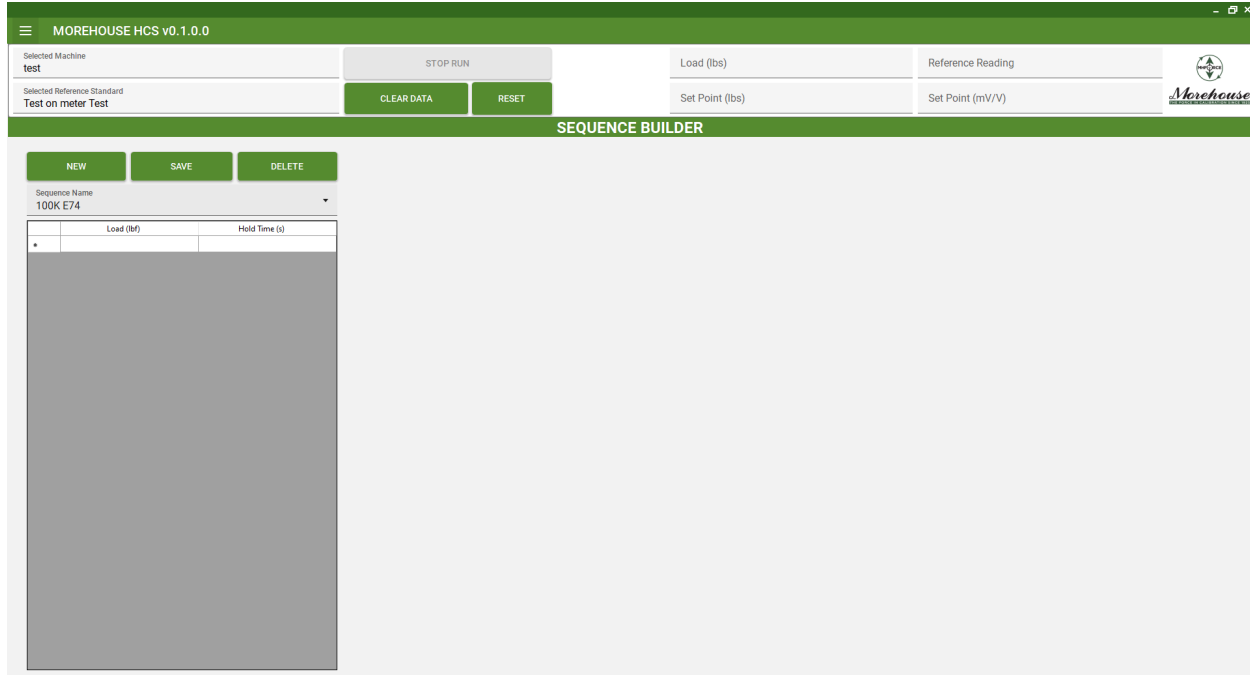 MOREHOUSE HCS v0.1.0.0
Selected Machine
test
STOP RUN
Load (lbs)
Reference Reading
Selected Reference Standard
Test on meter Test
CLEAR DATA
RESET
Set Point (lbs)
Set Point (mV/V)
Morehouse
SEQUENCE BUILDER
NEW
SAVE
DELETE
Sequence Name
100K E74
Load (lbf)
Hold Time (s)
*